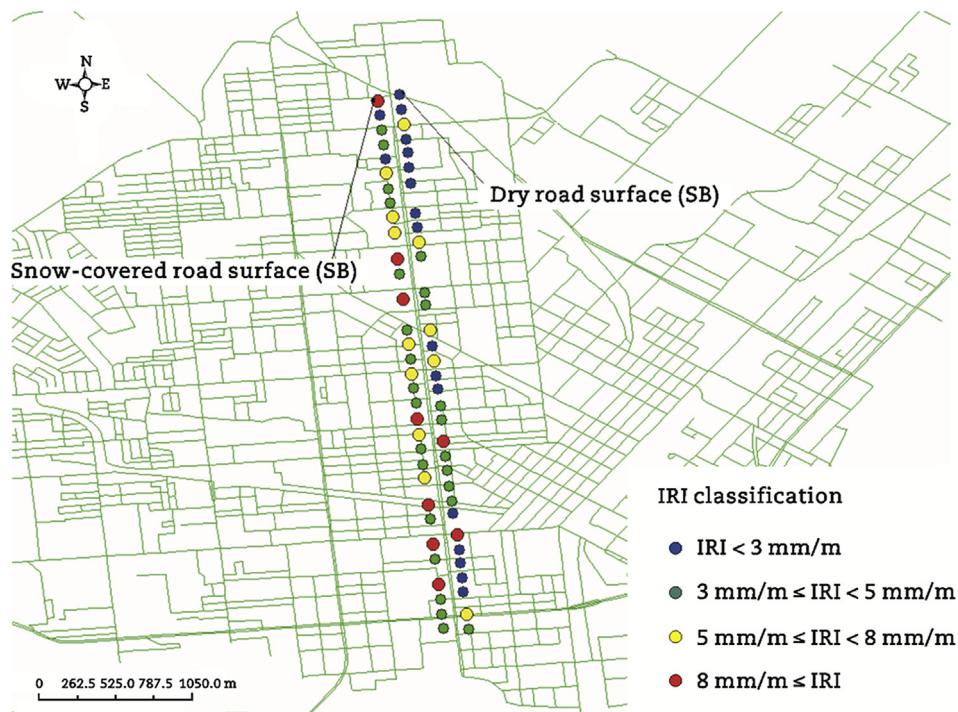 N
W E
S
Dry road surface (SB)
Snow-covered road surface (SB)
IRI classification
IRI < 3 mm/m
3 mm/m ≤ IRI < 5 mm/m
5 mm/m ≤ IRI < 8 mm/m
8 mm/m ≤ IRI
0 262.5 525.0 787.5 1050.0 m